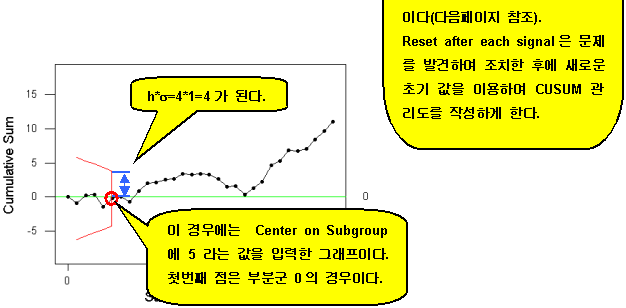 이다(다음페이지 참조).
Reset after each signal 은 문제
를 발견하며 조치한 후에 새로운
초기 값을 이용하여 CUSUM 관
리도를 작성하게 한다.
h*σ=4*1=4 가 된다.
Cumulative Sum
15
10
5
0
-5
0
이 경우에는 Center on Subgroup
에 5 라는 값을 입력한 그래프이다.
첫번째 점은 부분군 0 의 경우이다.
0